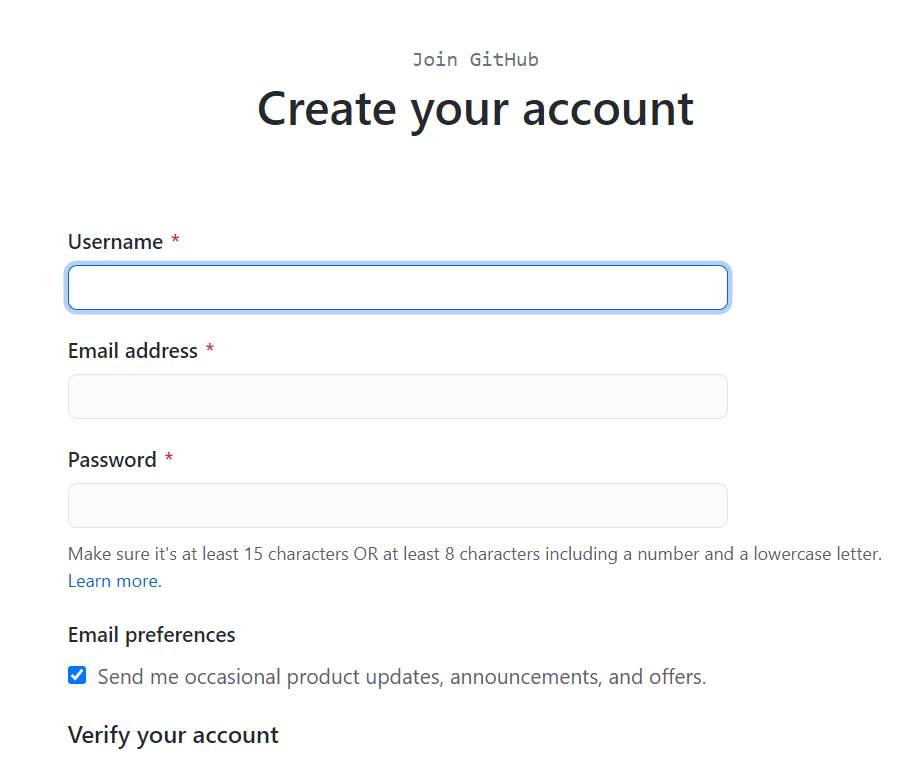 Join GitHub
Create your account
Username *
Email address *
Password *
Make sure it's at least 15 characters OR at least 8 characters including a number and a lowercase letter.
Learn more.
Email preferences
Send me occasional product updates, announcements, and offers.
Verify your account